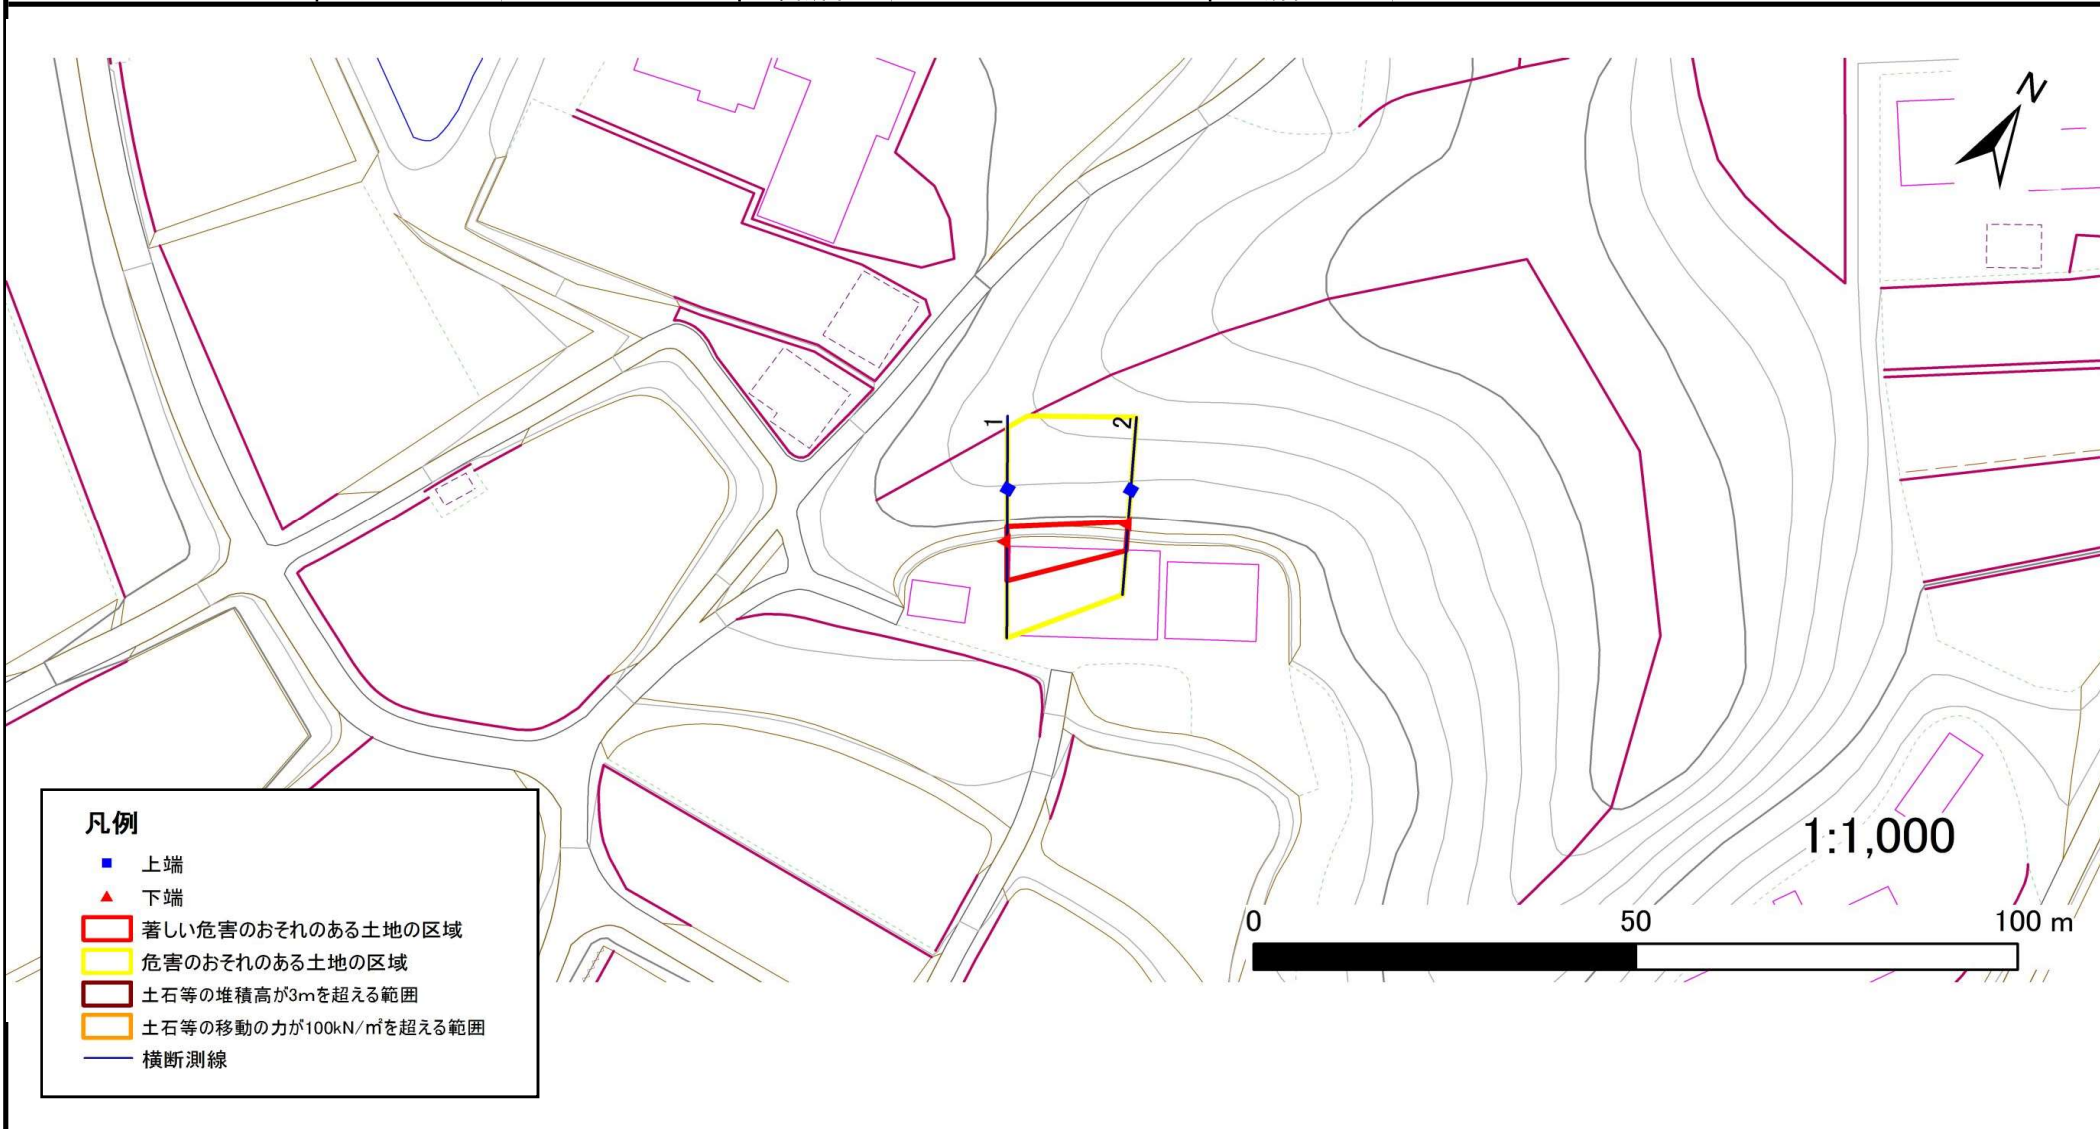 N
1
2
凡例
上端
下端
著しい危害のおそれのある土地の区域
危害のおそれのある土地の区域
土石等の堆積高が3mを超える範囲
土石等の移動の力が100kN/㎡を超える範囲
横断測線
1:1,000
0 50 100 m